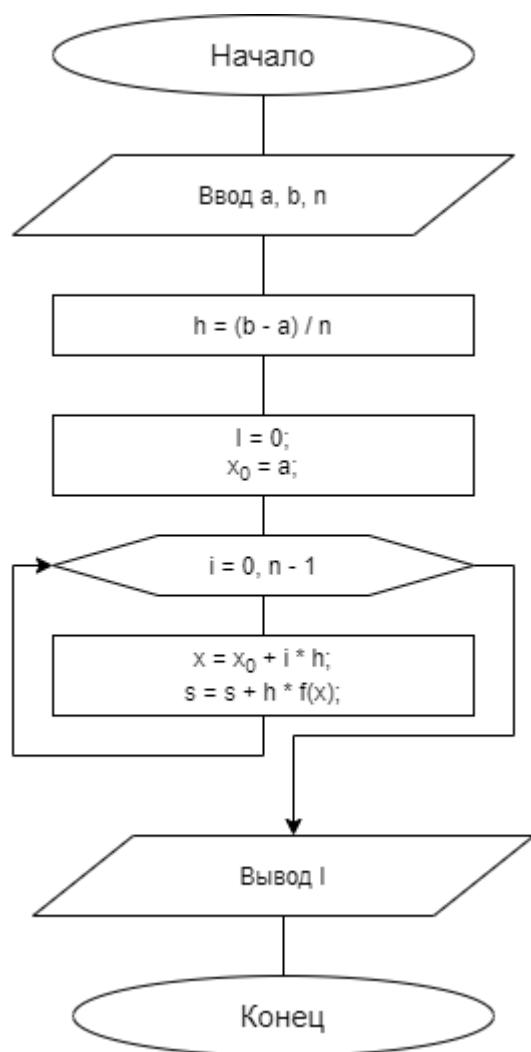 Начало
Ввод a, b, n
h = (b - a) / n
I = 0;
x₀ = a;
i = 0, n - 1
x = x₀ + i * h;
s = s + h * f(x);
Вывод I
Конец